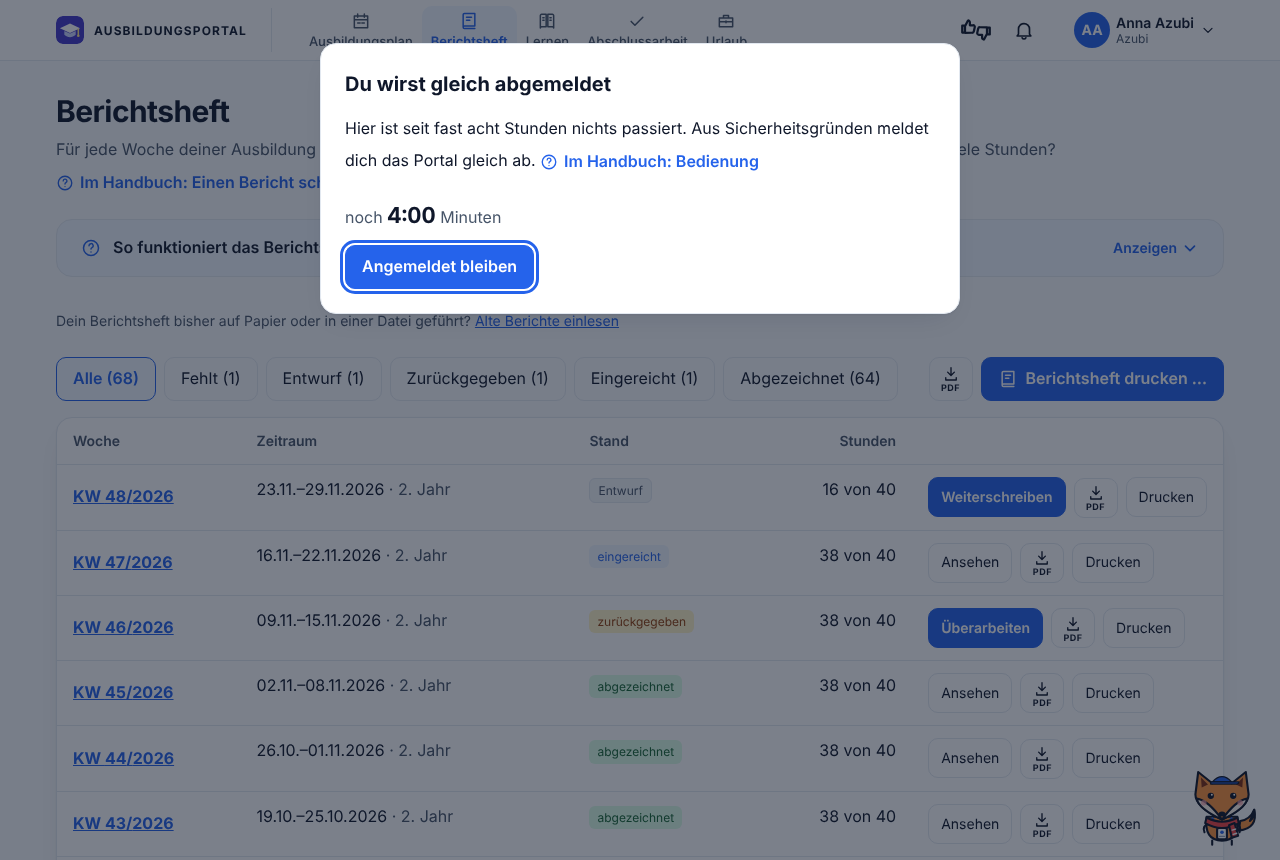 AUSBILDUNGSPORTAL
Ausbildungsplan
Berichtsheft
Lernen
Abschlussarbeit
Urlaub
AA
Anna Azubi
Azubi
Du wirst gleich abgemeldet
Hier ist seit fast acht Stunden nichts passiert. Aus Sicherheitsgründen meldet
dich das Portal gleich ab. Im Handbuch: Bedienung
noch 4:00 Minuten
Angemeldet bleiben
Berichtsheft
Für jede Woche deiner Ausbildung
ele Stunden?
Im Handbuch: Einen Bericht sch
So funktioniert das Bericht
Anzeigen
Dein Berichtsheft bisher auf Papier oder in einer Datei geführt? Alte Berichte einlesen
Alle (68) Fehlt (1) Entwurf (1) Zurückgegeben (1) Eingereicht (1) Abgezeichnet (64) PDF Berichtsheft drucken ...
Woche Zeitraum Stand Stunden
KW 48/2026 23.11.–29.11.2026 · 2. Jahr Entwurf 16 von 40 Weiterschreiben PDF Drucken
KW 47/2026 16.11.–22.11.2026 · 2. Jahr eingereicht 38 von 40 Ansehen PDF Drucken
KW 46/2026 09.11.–15.11.2026 · 2. Jahr zurückgegeben 38 von 40 Überarbeiten PDF Drucken
KW 45/2026 02.11.–08.11.2026 · 2. Jahr abgezeichnet 38 von 40 Ansehen PDF Drucken
KW 44/2026 26.10.–01.11.2026 · 2. Jahr abgezeichnet 38 von 40 Ansehen PDF Drucken
KW 43/2026 19.10.–25.10.2026 · 2. Jahr abgezeichnet 38 von 40 Ansehen PDF Drucken